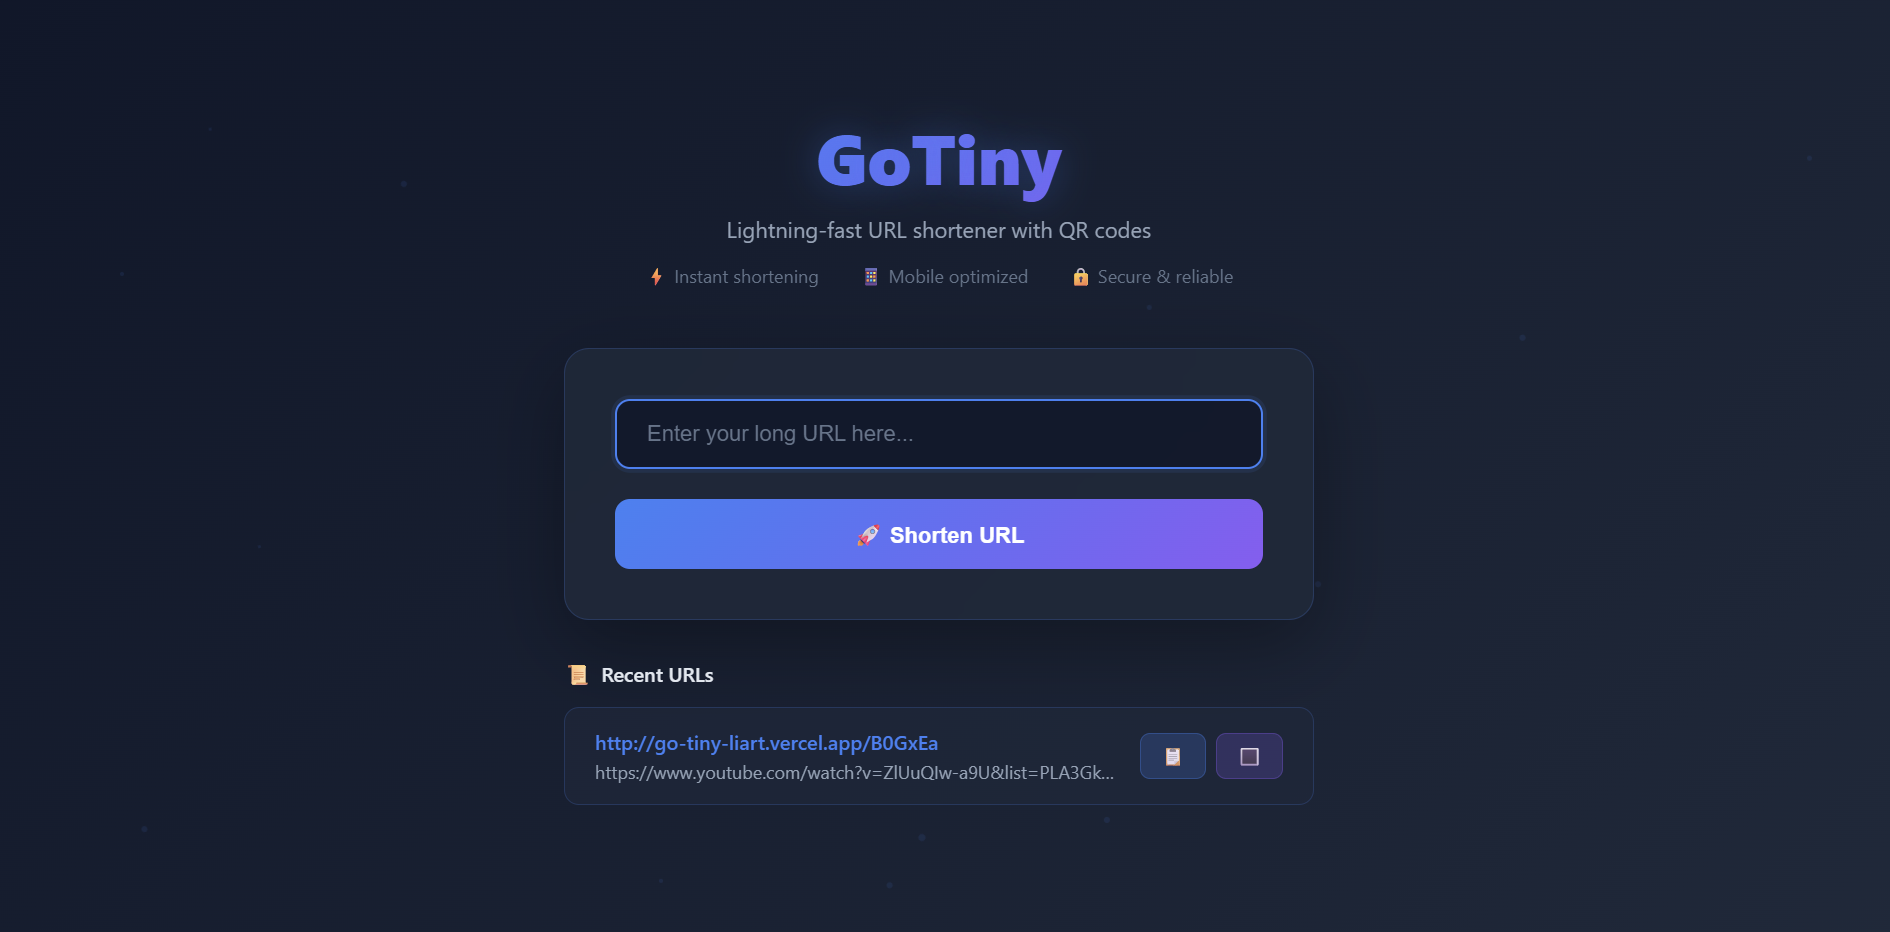 GoTiny
Lightning-fast URL shortener with QR codes
Instant shortening
Mobile optimized
Secure & reliable
Enter your long URL here...
Shorten URL
Recent URLs
http://go-tiny-liart.vercel.app/B0GxEa
https://www.youtube.com/watch?v=ZlUuQIw-a9U&list=PLA3Gk...